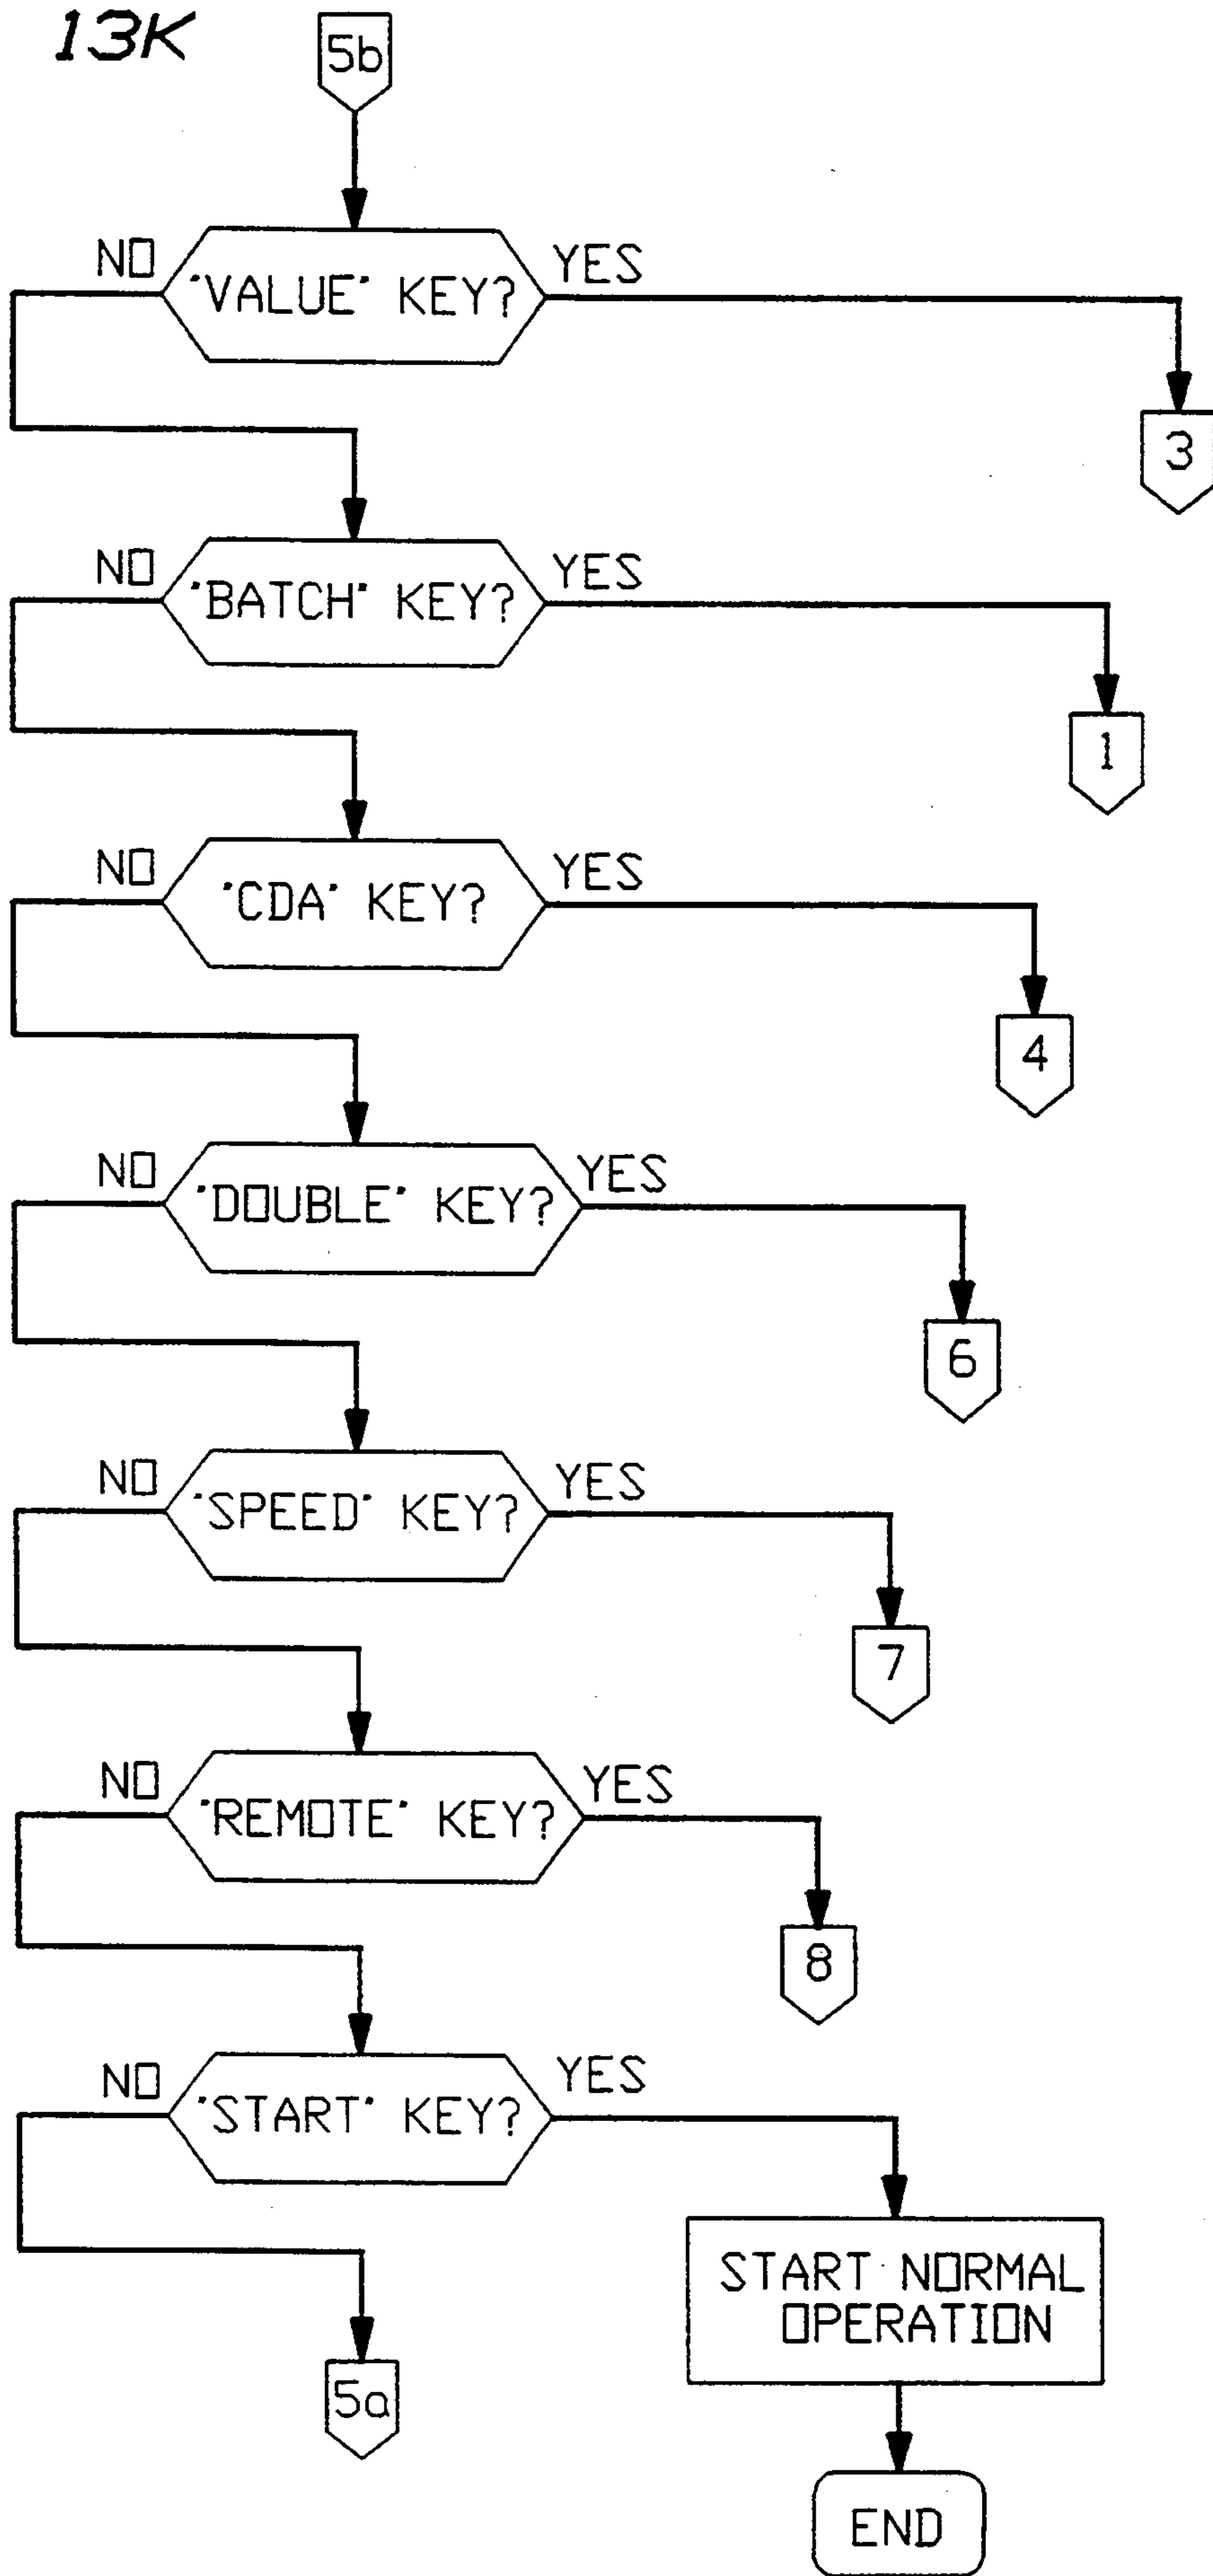 13K
5b
NO
"VALUE" KEY?
YES
3
NO
"BATCH" KEY?
YES
1
NO
"CDA" KEY?
YES
4
NO
"DOUBLE" KEY?
YES
6
NO
"SPEED" KEY?
YES
7
NO
"REMOTE" KEY?
YES
8
NO
"START" KEY?
YES
START NORMAL
OPERATION
5a
END